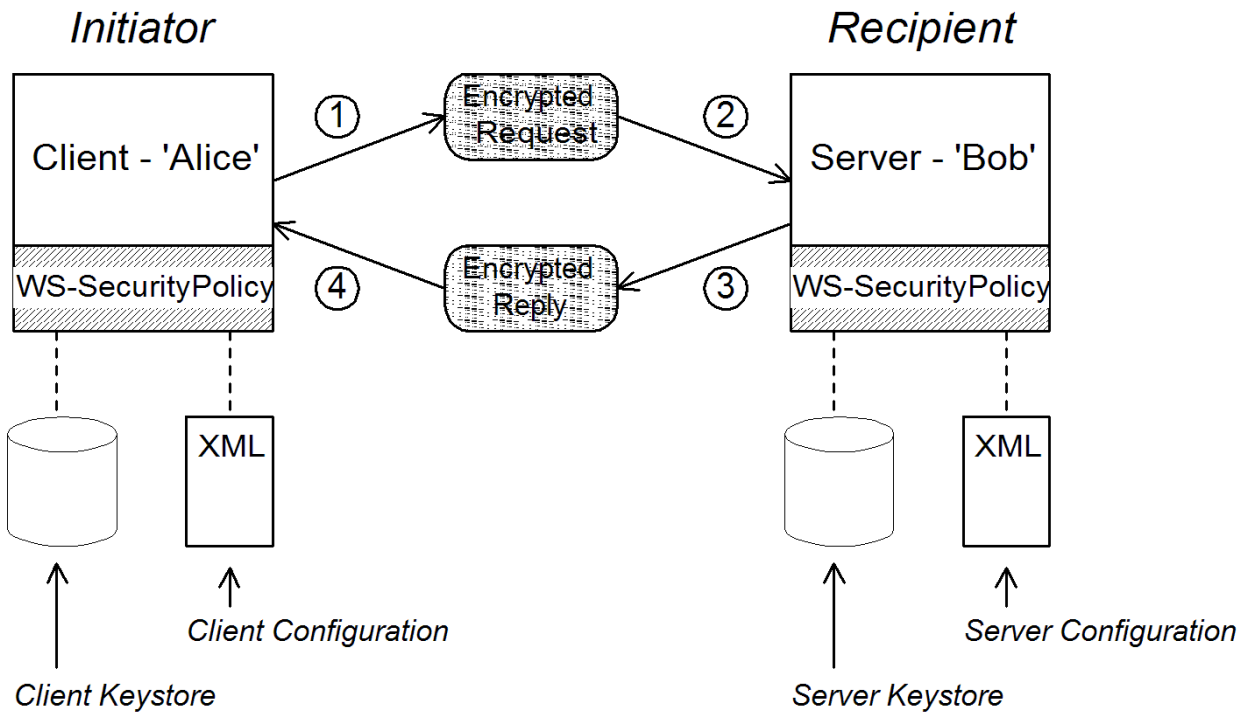 Initiator
Recipient
Client - 'Alice'
1
Encrypted
Request
2
Server - 'Bob'
WS-SecurityPolicy
4
Encrypted
Reply
3
WS-SecurityPolicy
XML
XML
Client Configuration
Server Configuration
Client Keystore
Server Keystore